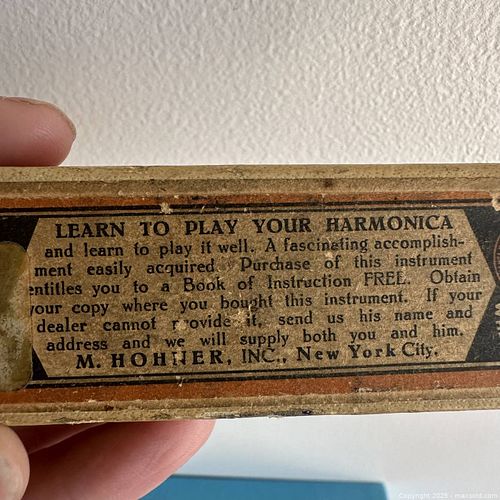 LEARN TO PLAY YOUR HARMONICA
and learn to play it well. A fascinating accomplish-
ment easily acquired. Purchase of this instrument
entitles you to a Book of Instruction FREE. Obtain
your copy where you bought this instrument. If your
dealer cannot provide it, send us his name and
address and we will supply both you and him.
M. HOHNER, INC., New York City.